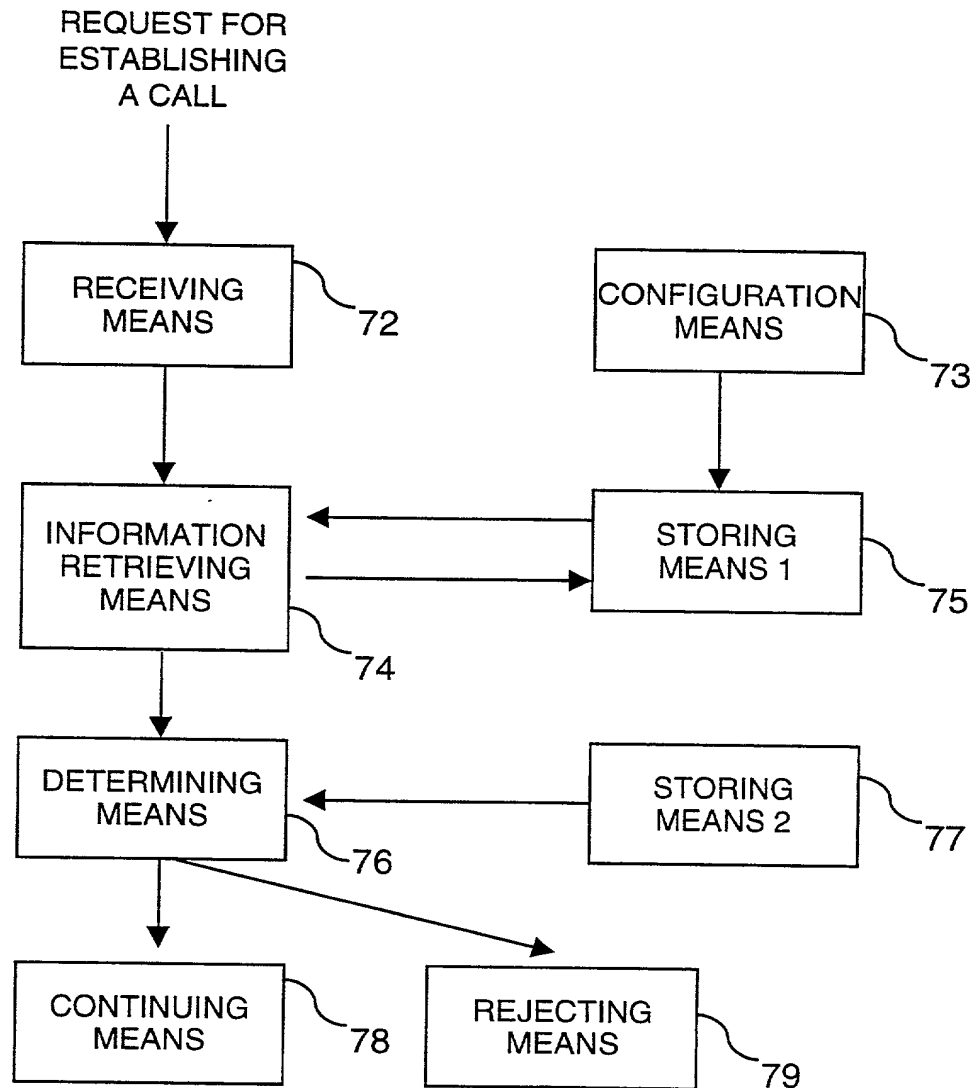 REQUEST FOR
ESTABLISHING
A CALL
RECEIVING
MEANS
72
CONFIGURATION
MEANS
73
INFORMATION
RETRIEVING
MEANS
74
STORING
MEANS 1
75
DETERMINING
MEANS
76
STORING
MEANS 2
77
CONTINUING
MEANS
78
REJECTING
MEANS
79